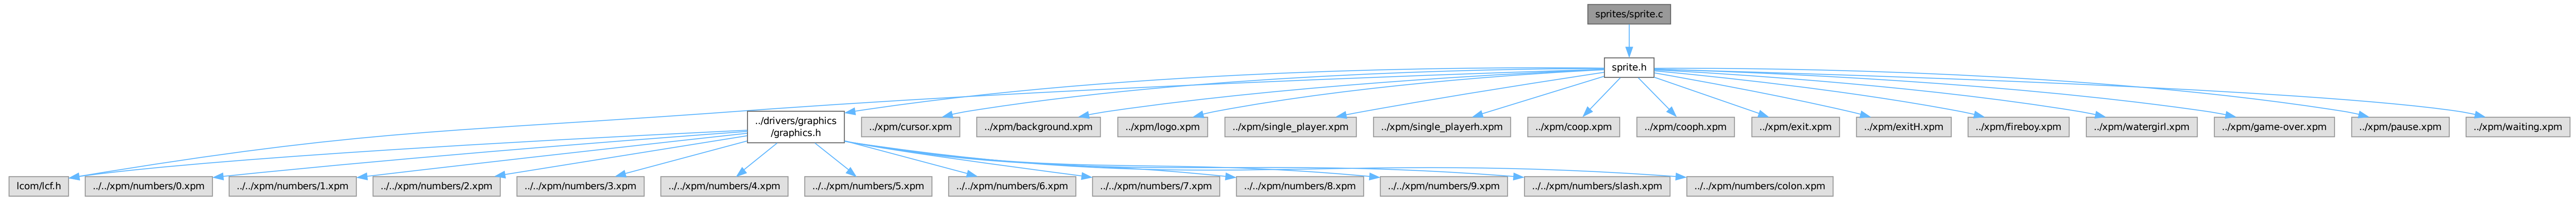 sprites/sprite.c
sprite.h
../drivers/graphics
/graphics.h
../xpm/cursor.xpm
../xpm/background.xpm
../xpm/logo.xpm
../xpm/single_player.xpm
../xpm/single_playerh.xpm
../xpm/coop.xpm
../xpm/cooph.xpm
../xpm/exit.xpm
../xpm/exitH.xpm
../xpm/fireboy.xpm
../xpm/watergirl.xpm
../xpm/game-over.xpm
../xpm/pause.xpm
../xpm/waiting.xpm
lcom/lcf.h
../../xpm/numbers/0.xpm
../../xpm/numbers/1.xpm
../../xpm/numbers/2.xpm
../../xpm/numbers/3.xpm
../../xpm/numbers/4.xpm
../../xpm/numbers/5.xpm
../../xpm/numbers/6.xpm
../../xpm/numbers/7.xpm
../../xpm/numbers/8.xpm
../../xpm/numbers/9.xpm
../../xpm/numbers/slash.xpm
../../xpm/numbers/colon.xpm